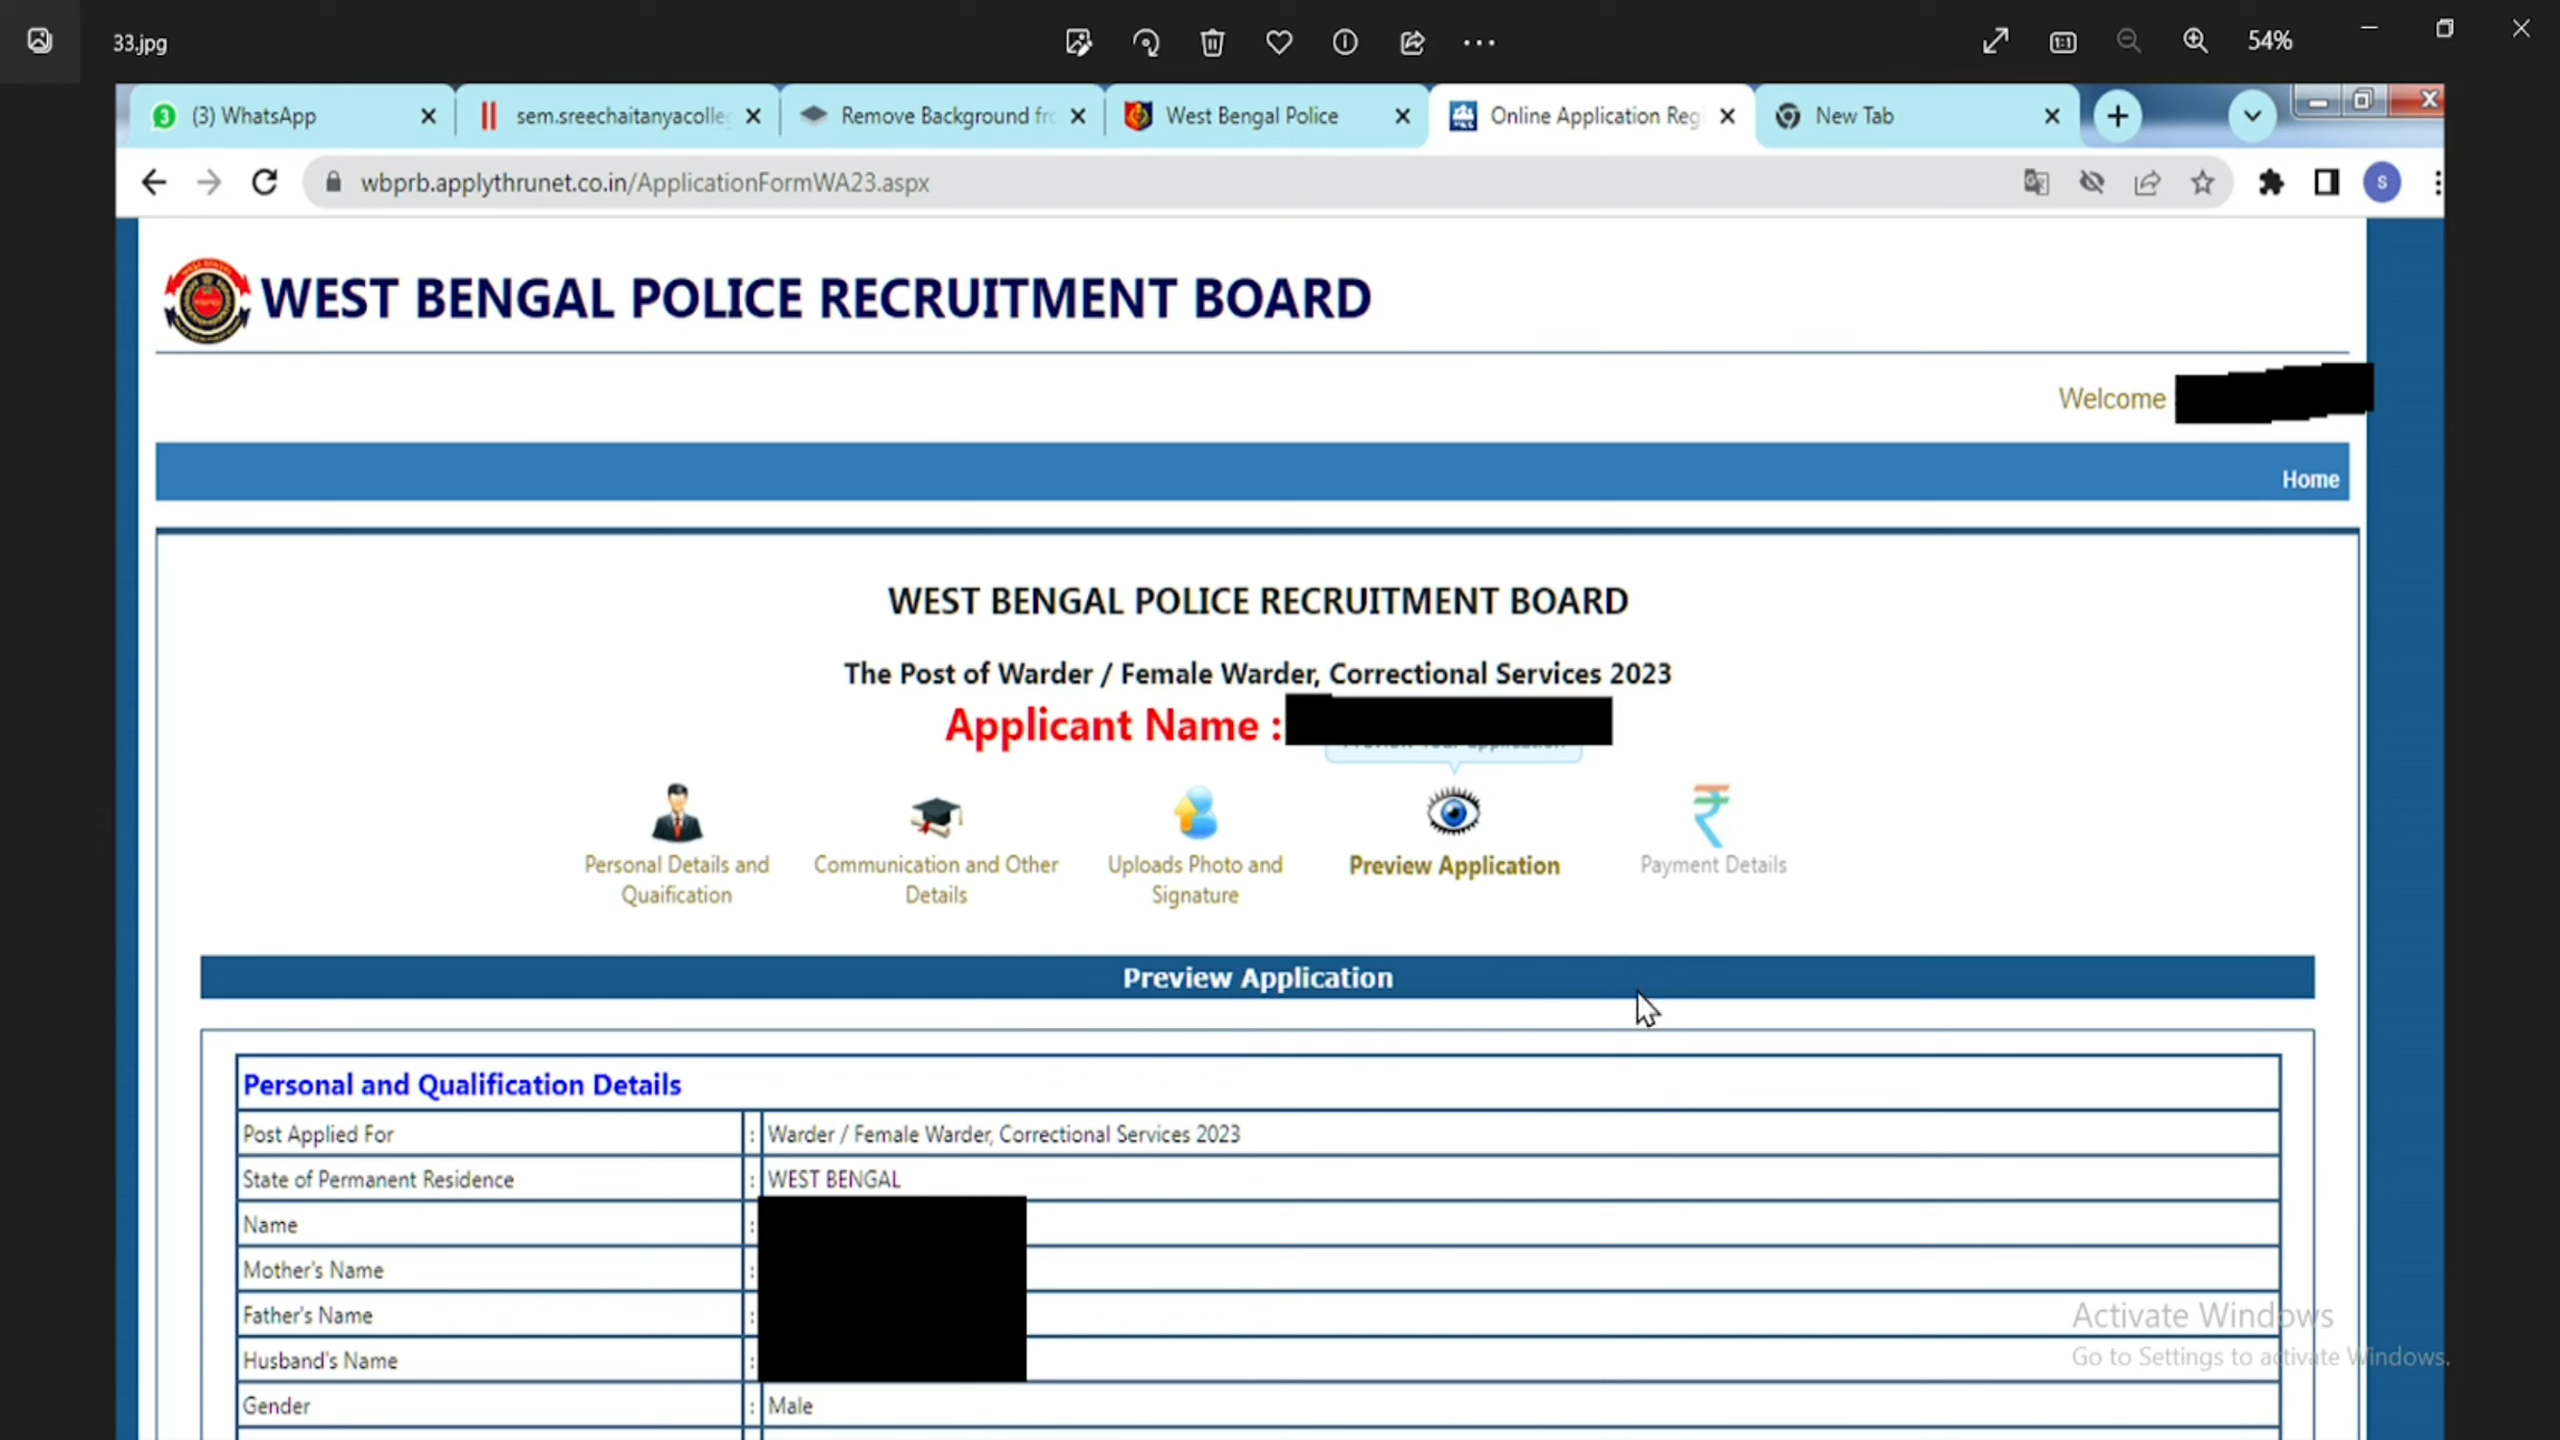 33.jpg
54%
(3) WhatsApp
sem.sreechaitanyacolle
Remove Background fr
West Bengal Police
Online Application Reg
New Tab
wbprb.applythrunet.co.in/ApplicationFormWA23.aspx
S
WEST BENGAL POLICE RECRUITMENT BOARD
Welcome
Home
WEST BENGAL POLICE RECRUITMENT BOARD
The Post of Warder / Female Warder, Correctional Services 2023
Applicant Name :
Personal Details and Quaification
Communication and Other Details
Uploads Photo and Signature
Preview Application
Payment Details
Preview Application
Personal and Qualification Details
Post Applied For : Warder / Female Warder, Correctional Services 2023
State of Permanent Residence : WEST BENGAL
Name :
Mother's Name :
Father's Name :
Husband's Name :
Gender : Male
Activate Windows
Go to Settings to activate Windows.